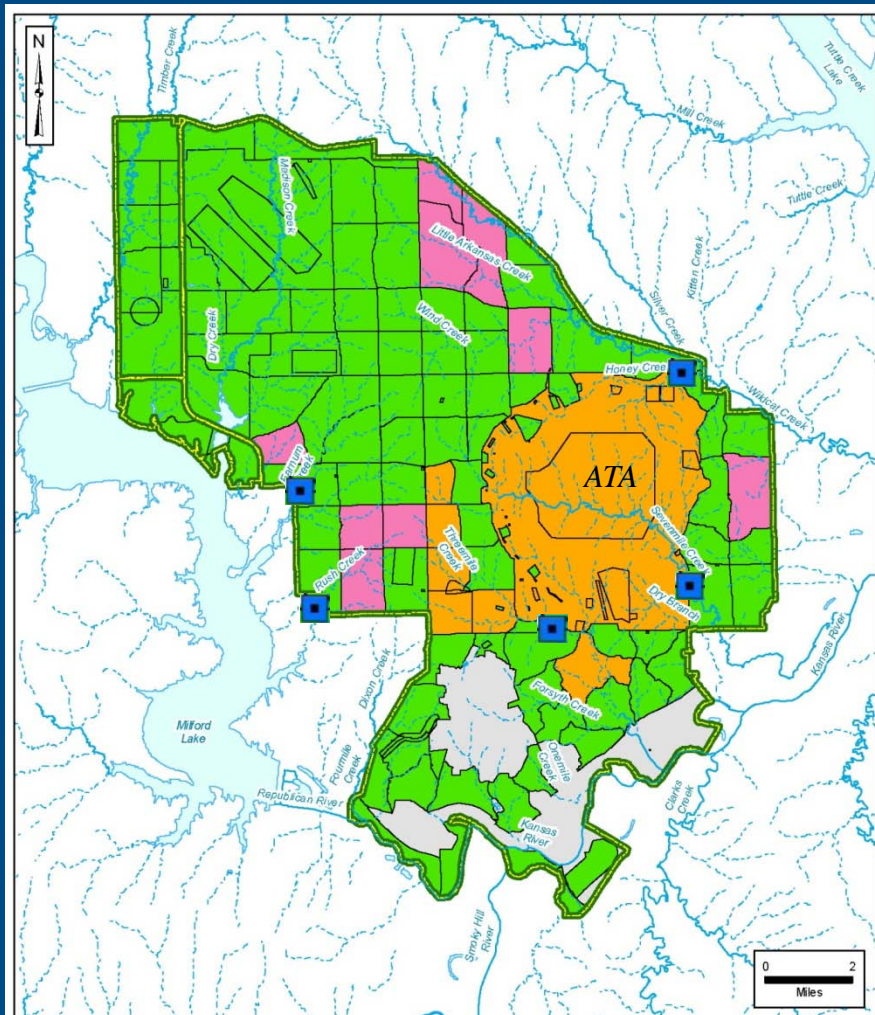 N
Timber Creek
Tuttle Creek
Lake
Mill Creek
Tuttle Creek
Madison Creek
Kitten Creek
Little Arkansas Creek
Silver Creek
Wind Creek
Dry Creek
Honey Cree
Wildcat Creek
Farnum
Creek
ATA
Sevenmile Creek
Threemile
Creek
Rush Creek
Dry Branch
Kansas River
Dixon Creek
Forsyth Creek
Milford
Lake
Onemile
Creek
Fourmile
Creek
Republican River
Clarks
Creek
Kansas
River
Smoky Hill
River
0 2
Miles